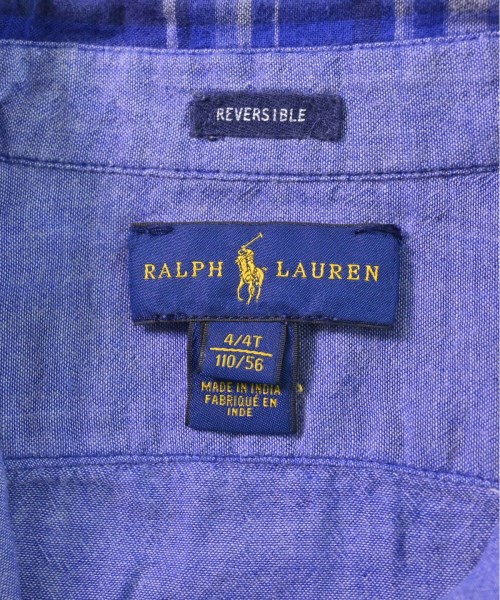 REVERSIBLE
RALPH LAUREN
4/4T
110/56
MADE IN INDIA
FABRIQUÉ EN
INDE